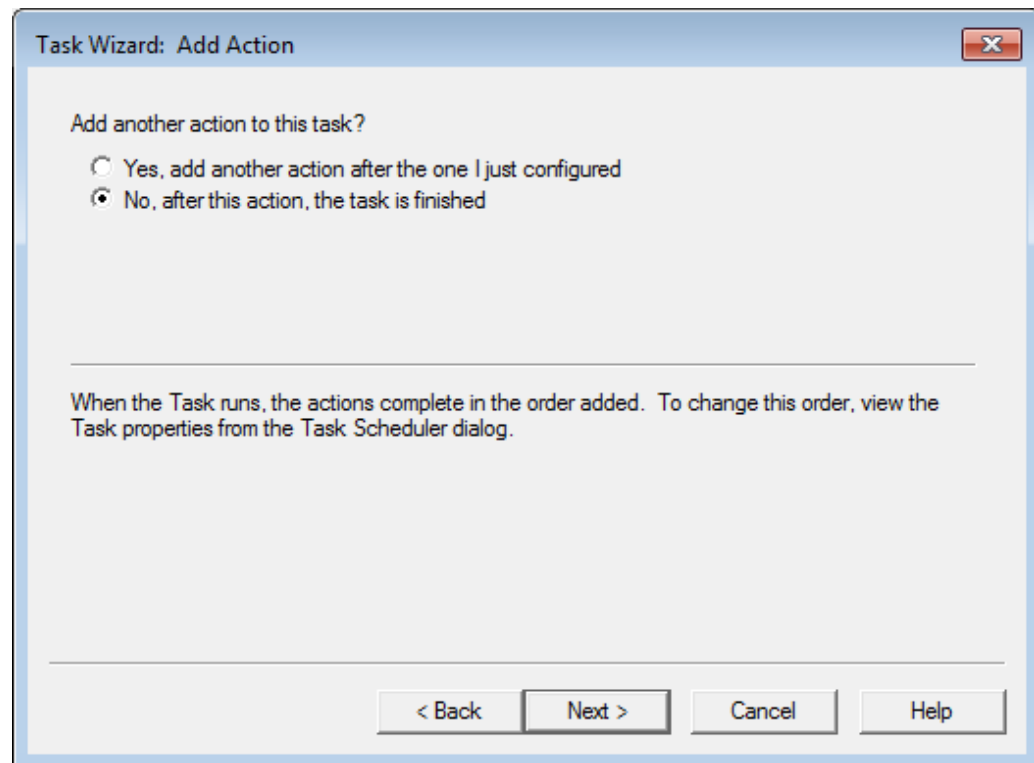 Task Wizard: Add Action
Add another action to this task?
Yes, add another action after the one I just configured
No, after this action, the task is finished
When the Task runs, the actions complete in the order added. To change this order, view the
Task properties from the Task Scheduler dialog.
< Back Next > Cancel Help